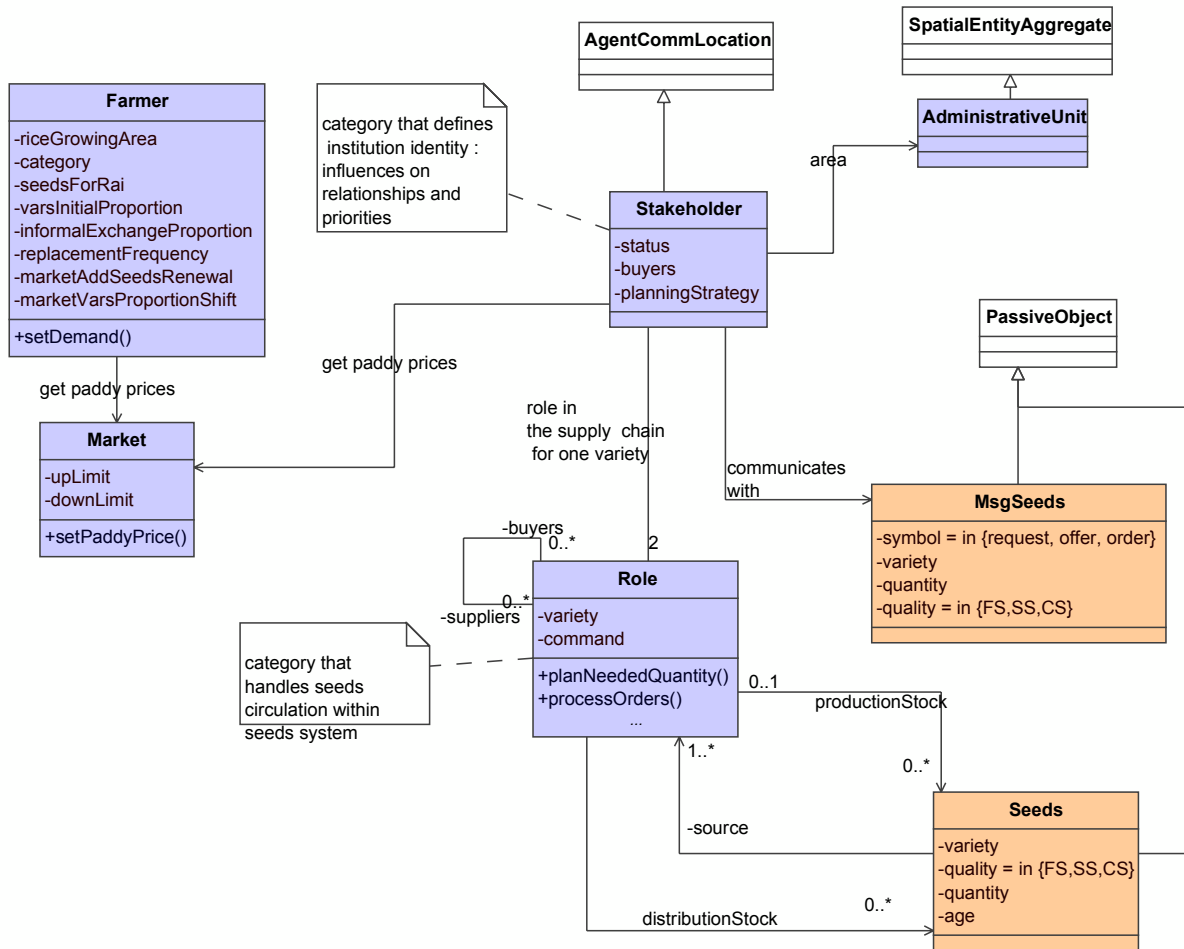 SpatialEntityAggregate
AgentCommLocation
Farmer
-riceGrowingArea
-category
-seedsForRai
-varsInitialProportion
-informalExchangeProportion
-replacementFrequency
-marketAddSeedsRenewal
-marketVarsProportionShift
+setDemand()
category that defines
institution identity :
influences on
relationships and
priorities
AdministrativeUnit
area
Stakeholder
-status
-buyers
-planningStrategy
PassiveObject
get paddy prices
get paddy prices
Market
-upLimit
-downLimit
+setPaddyPrice()
role in
the supply chain
for one variety
communicates
with
MsgSeeds
-symbol = in {request, offer, order}
-variety
-quantity
-quality = in {FS,SS,CS}
-buyers
0..*
2
0..*
-suppliers
Role
-variety
-command
+planNeededQuantity()
+processOrders()
...
category that
handles seeds
circulation within
seeds system
0..1
productionStock
1..*
0..*
-source
Seeds
-variety
-quality = in {FS,SS,CS}
-quantity
-age
0..*
distributionStock